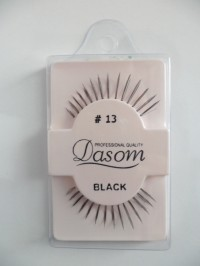 # 13
PROFESSIONAL QUALITY
Dasom
BLACK